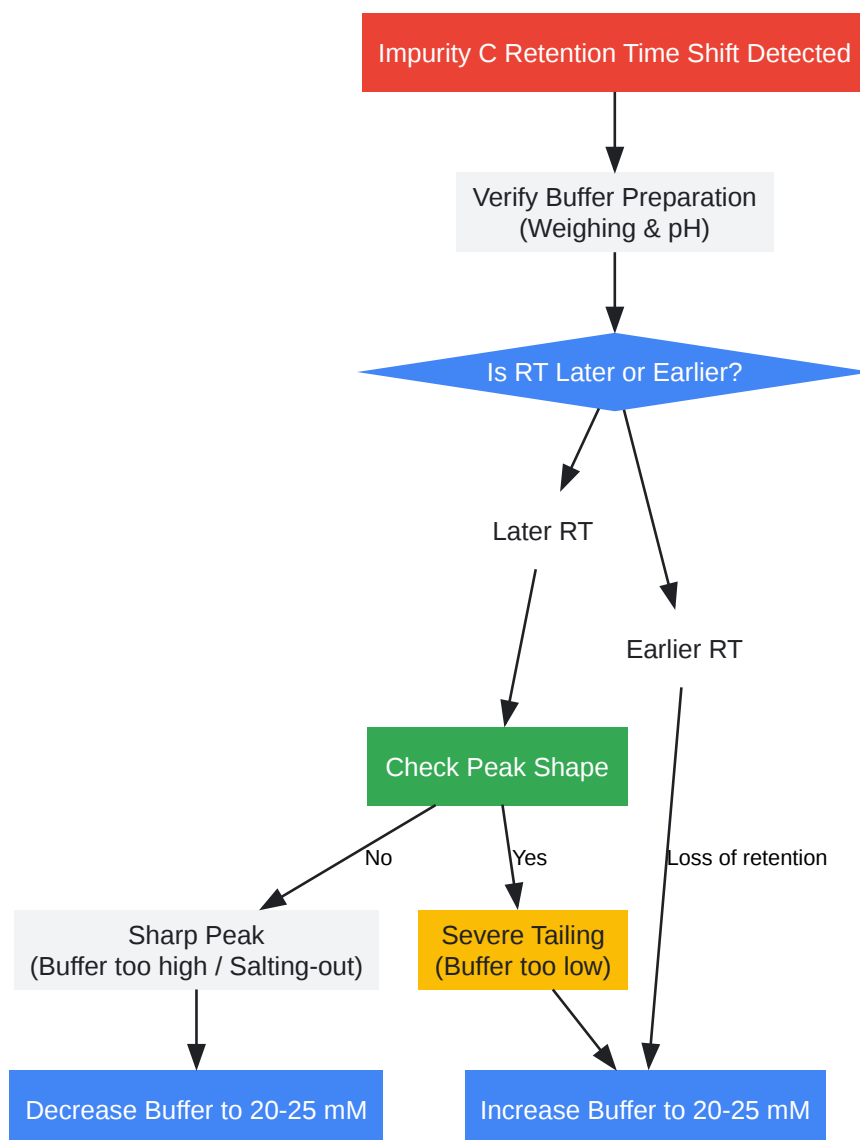 Impurity C Retention Time Shift Detected
Verify Buffer Preparation
(Weighing & pH)
Is RT Later or Earlier?
Later RT
Earlier RT
Check Peak Shape
No
Yes
Loss of retention
Sharp Peak
(Buffer too high / Salting-out)
Severe Tailing
(Buffer too low)
Decrease Buffer to 20-25 mM
Increase Buffer to 20-25 mM